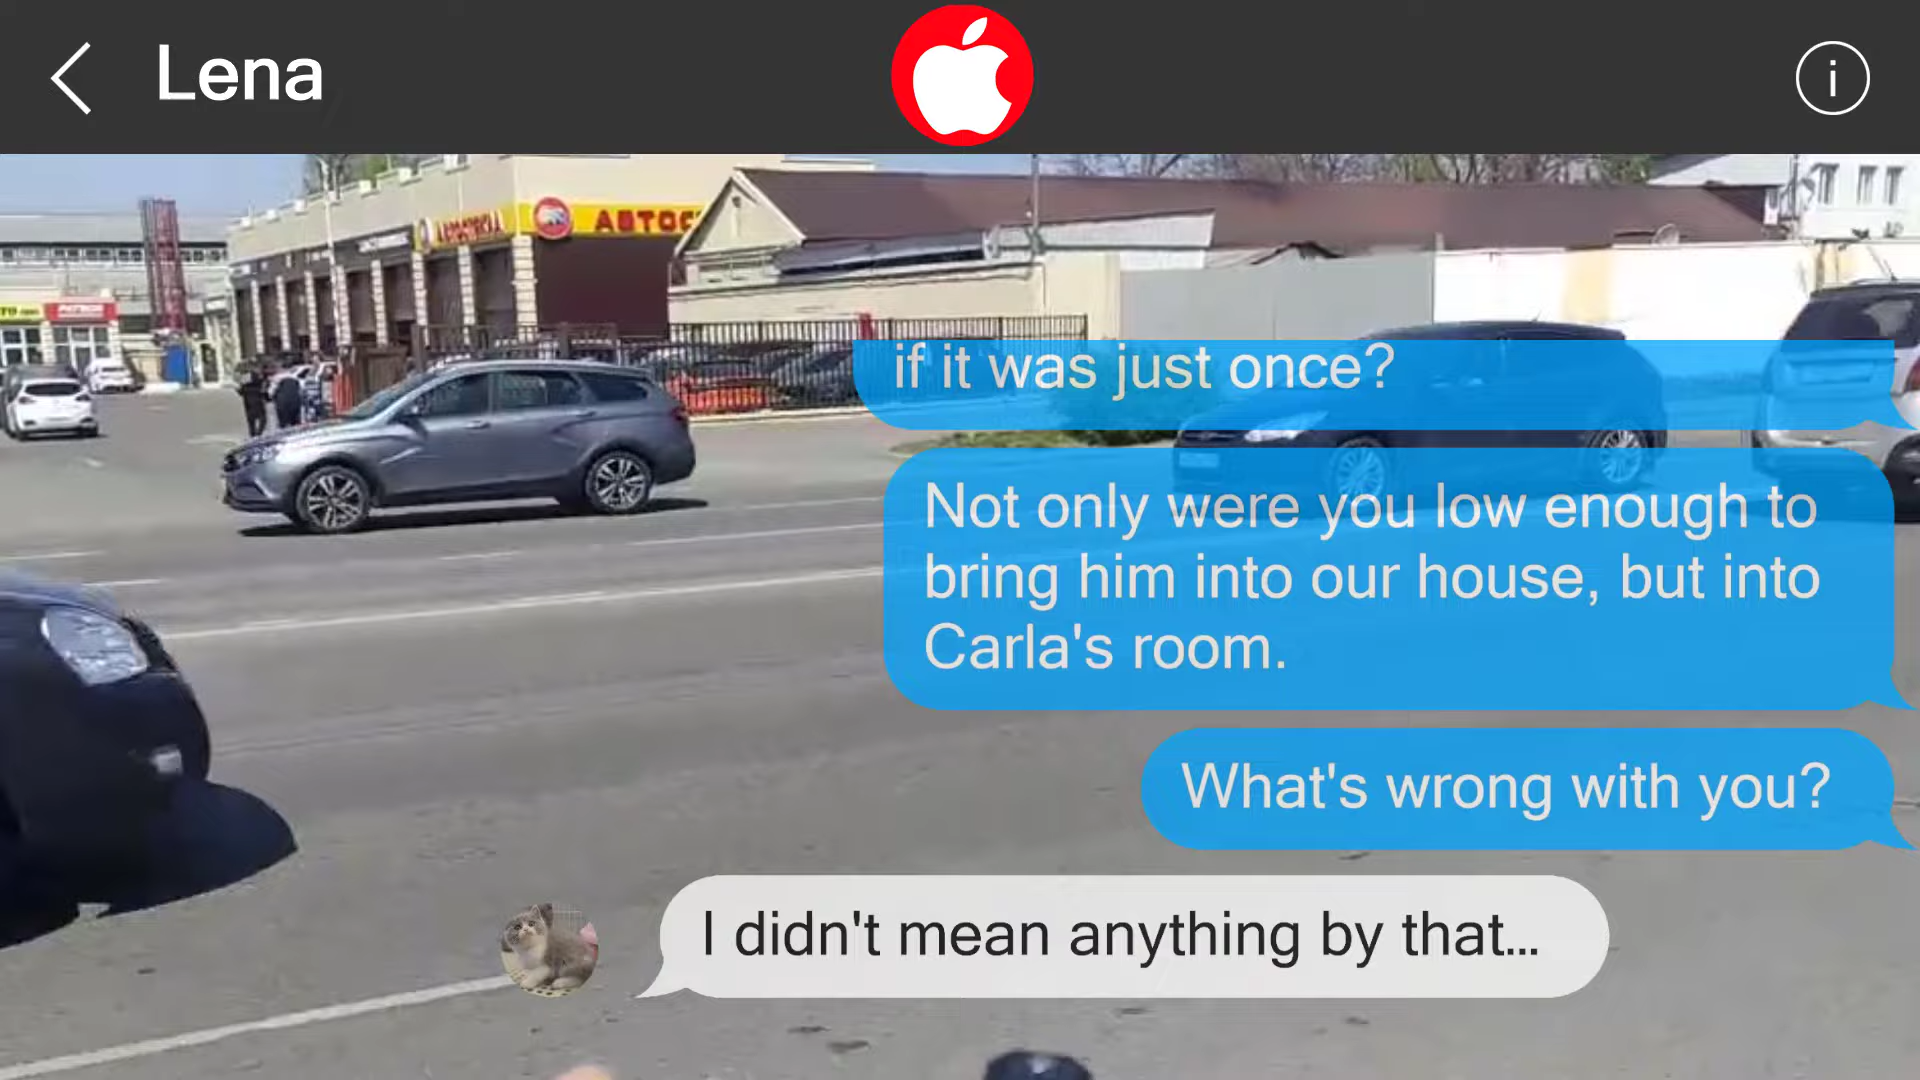 Lena
АВТОС
if it was just once?
Not only were you low enough to
bring him into our house, but into
Carla's room.
What's wrong with you?
I didn't mean anything by that...